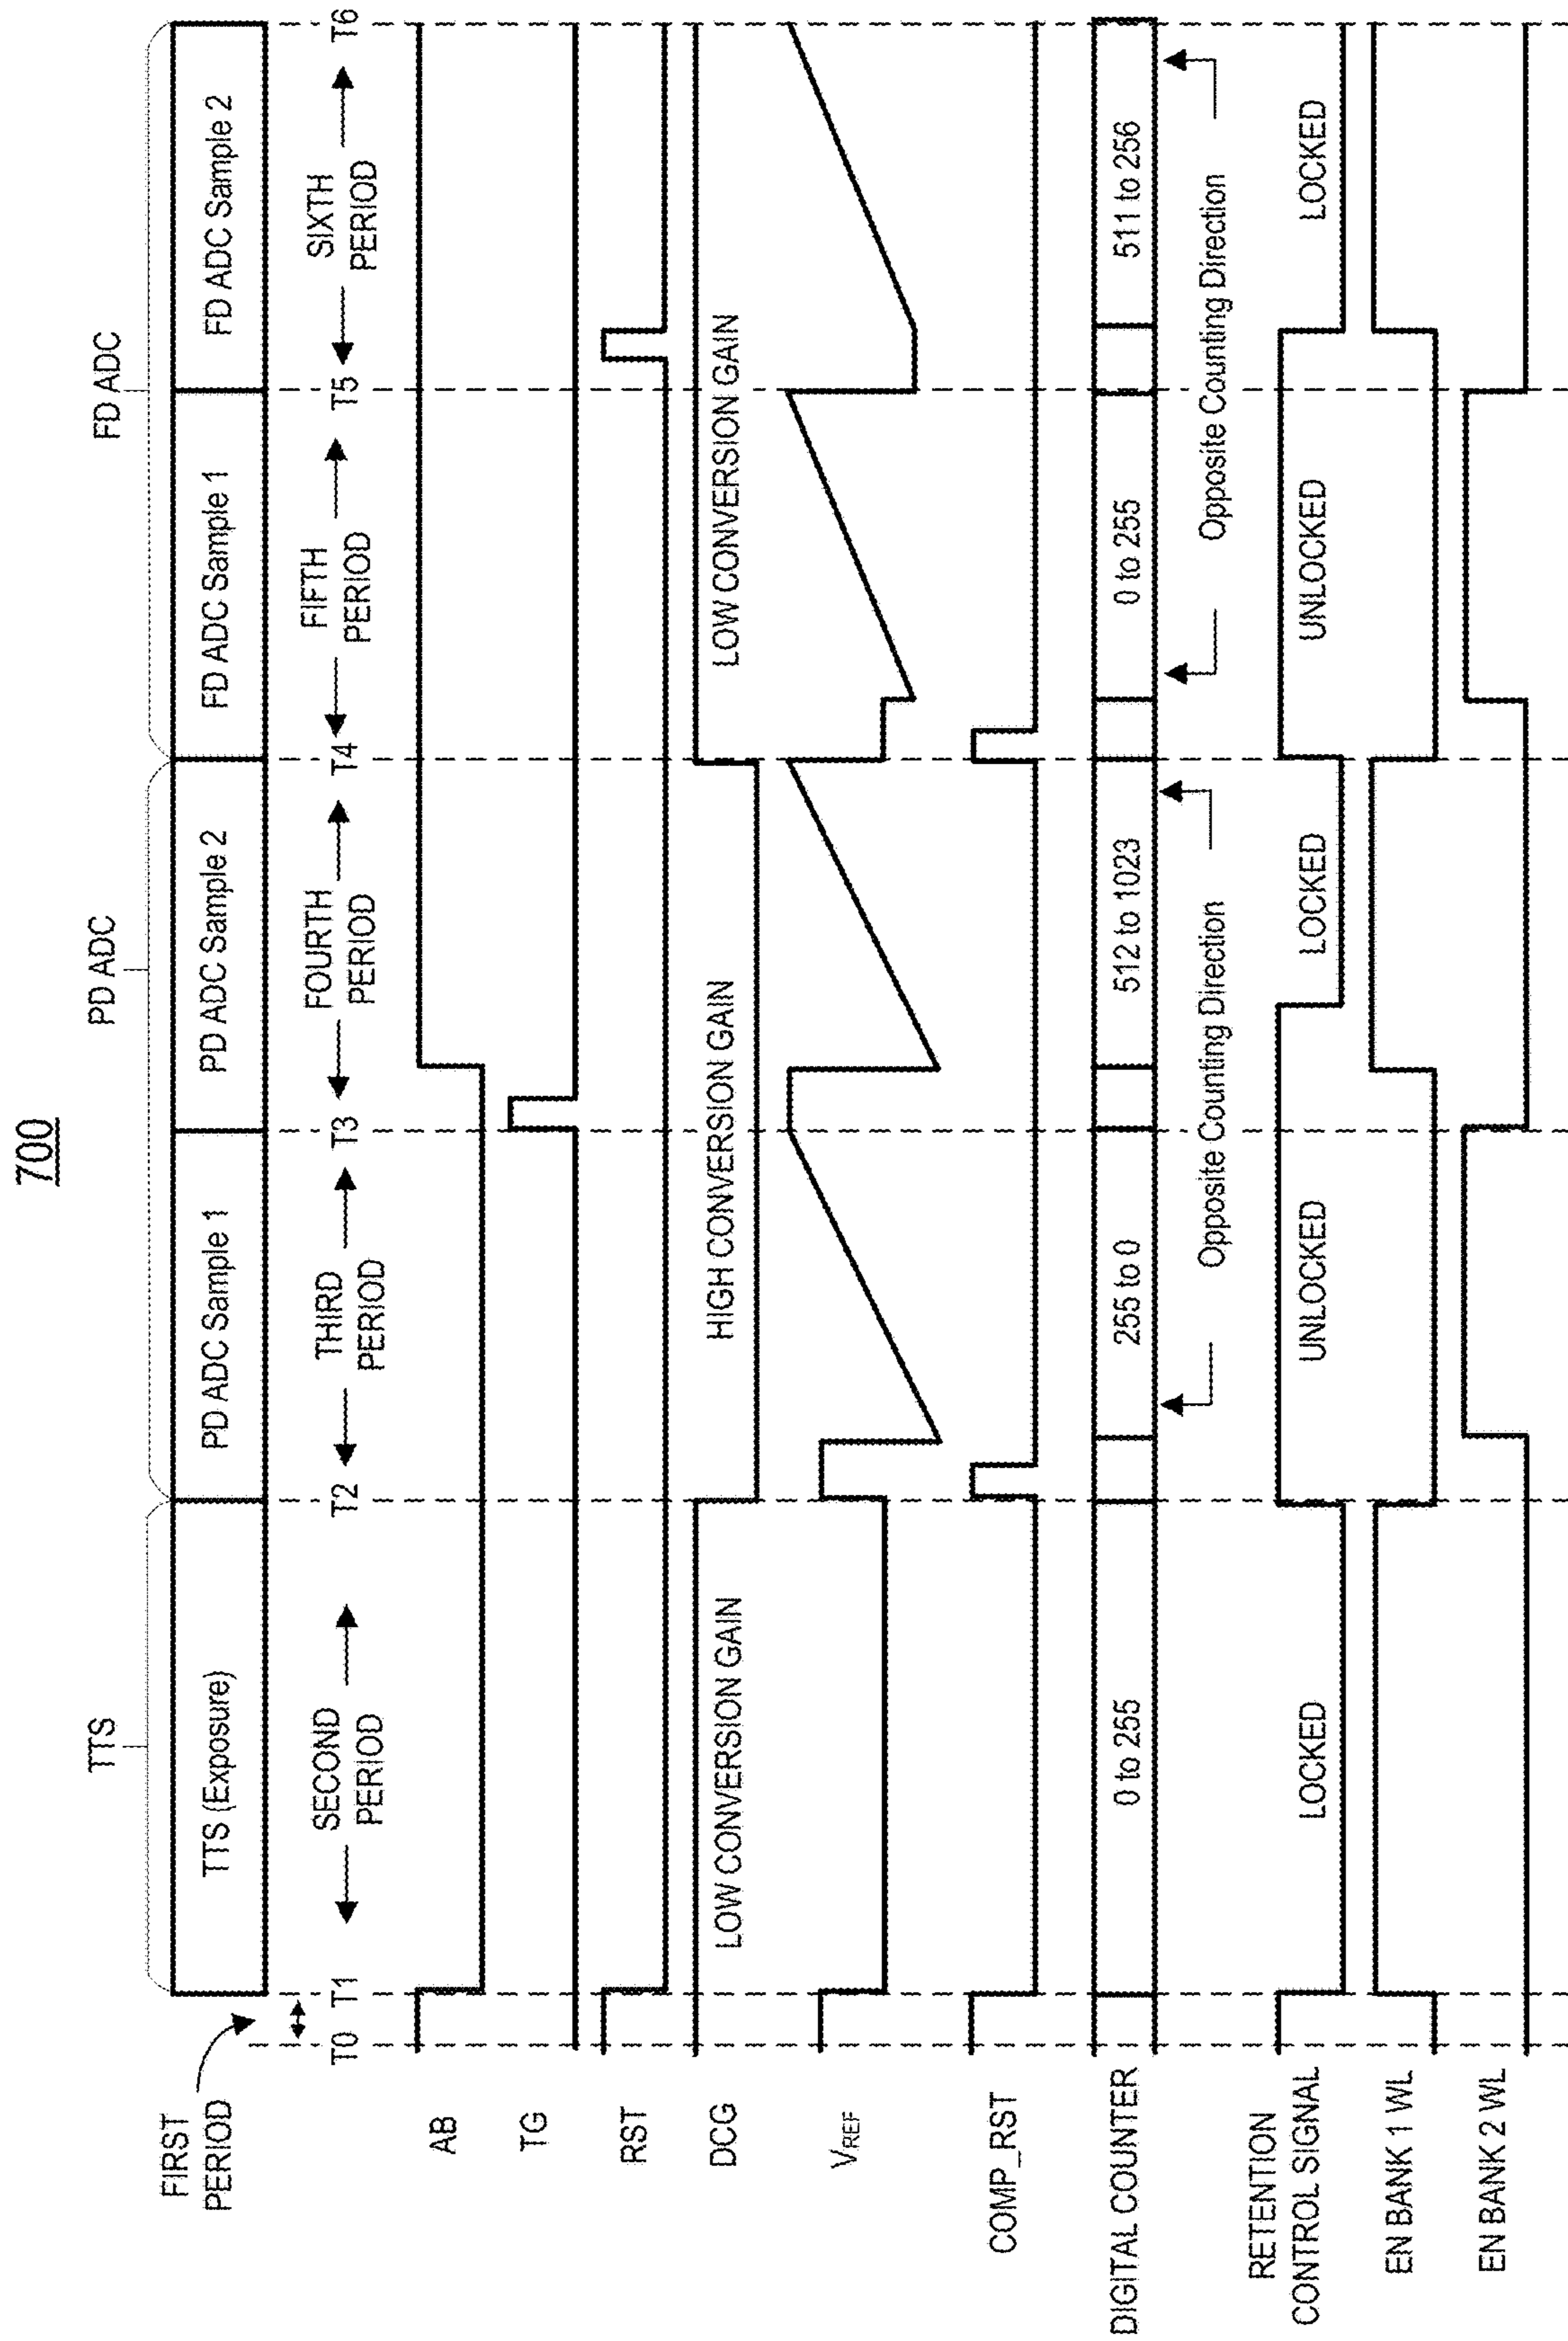 700
TTS
PD ADC
FD ADC
TTS (Exposure)
PD ADC Sample 1
PD ADC Sample 2
FD ADC Sample 1
FD ADC Sample 2
FIRST
PERIOD
SECOND
PERIOD
THIRD
PERIOD
FOURTH
PERIOD
FIFTH
PERIOD
SIXTH
PERIOD
T0
T1
T2
T3
T4
T5
T6
AB
TG
RST
DCG
LOW CONVERSION GAIN
HIGH CONVERSION GAIN
LOW CONVERSION GAIN
VREF
COMP_RST
DIGITAL COUNTER
0 to 255
255 to 0
512 to 1023
0 to 255
511 to 256
Opposite Counting Direction
Opposite Counting Direction
RETENTION
CONTROL SIGNAL
LOCKED
UNLOCKED
LOCKED
UNLOCKED
LOCKED
EN BANK 1 WL
EN BANK 2 WL